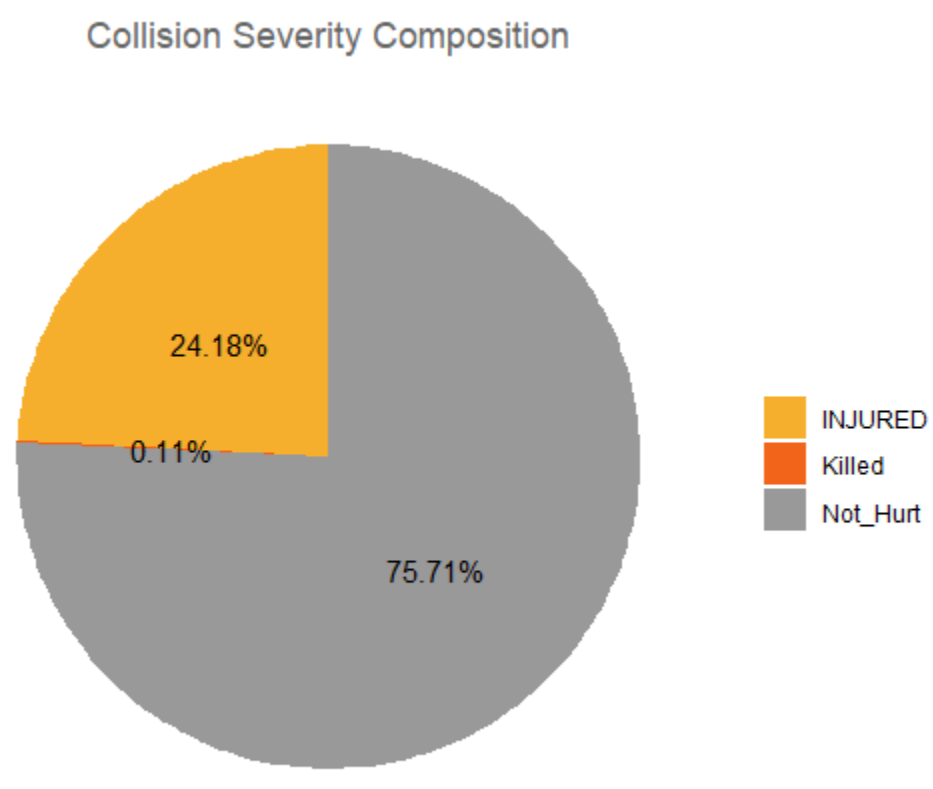 Collision Severity Composition
24.18%
0.11%
75.71%
INJURED
Killed
Not_Hurt